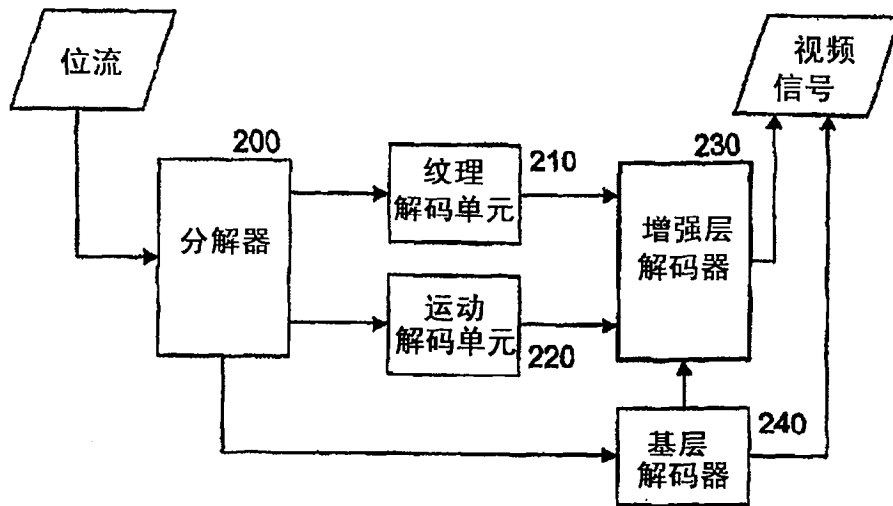 位流
视频
信号
200
分解器
纹理
解码单元
210
运动
解码单元
220
230
增强层
解码器
240
基层
解码器